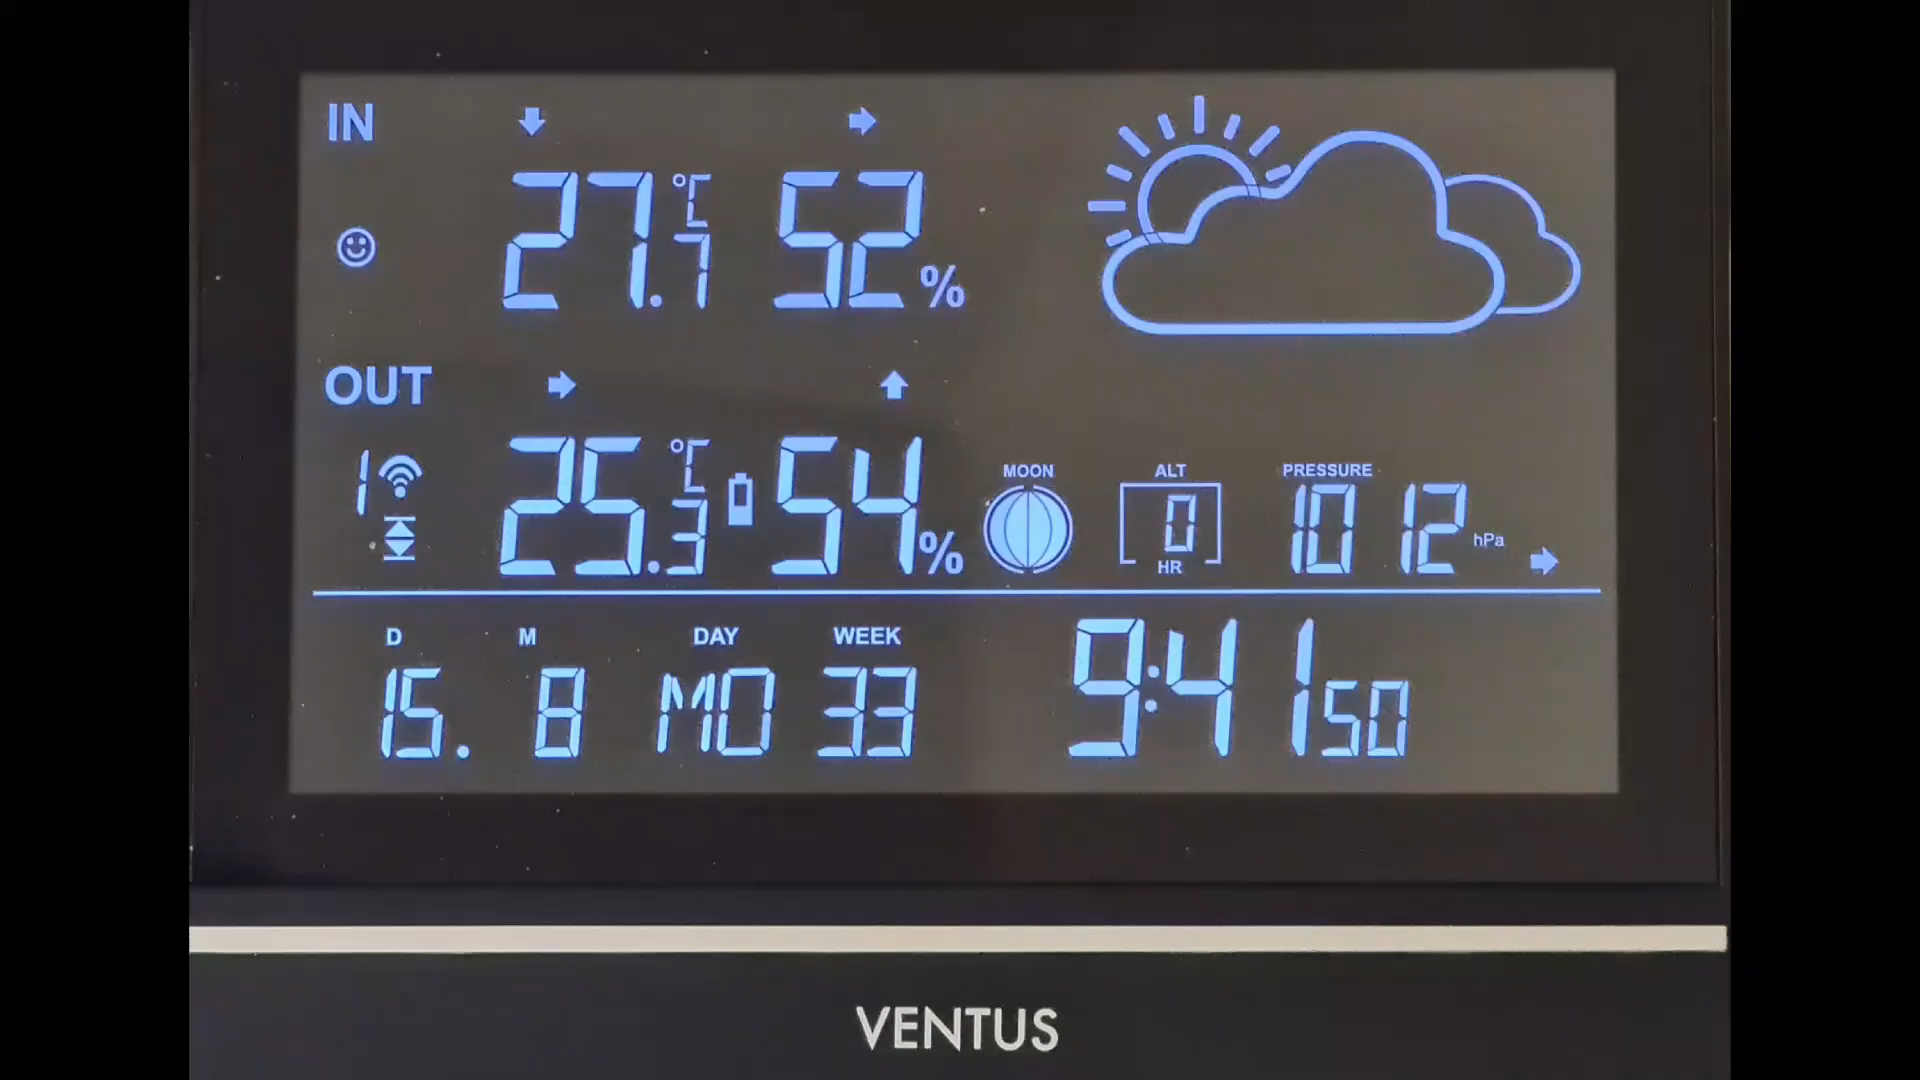 IN
27.7 °C 52%
OUT
1 25.3 °C 54%
MOON ALT PRESSURE
0 1012 hPa
HR
D M DAY WEEK
15. 8 MO 33 9:41 50
VENTUS